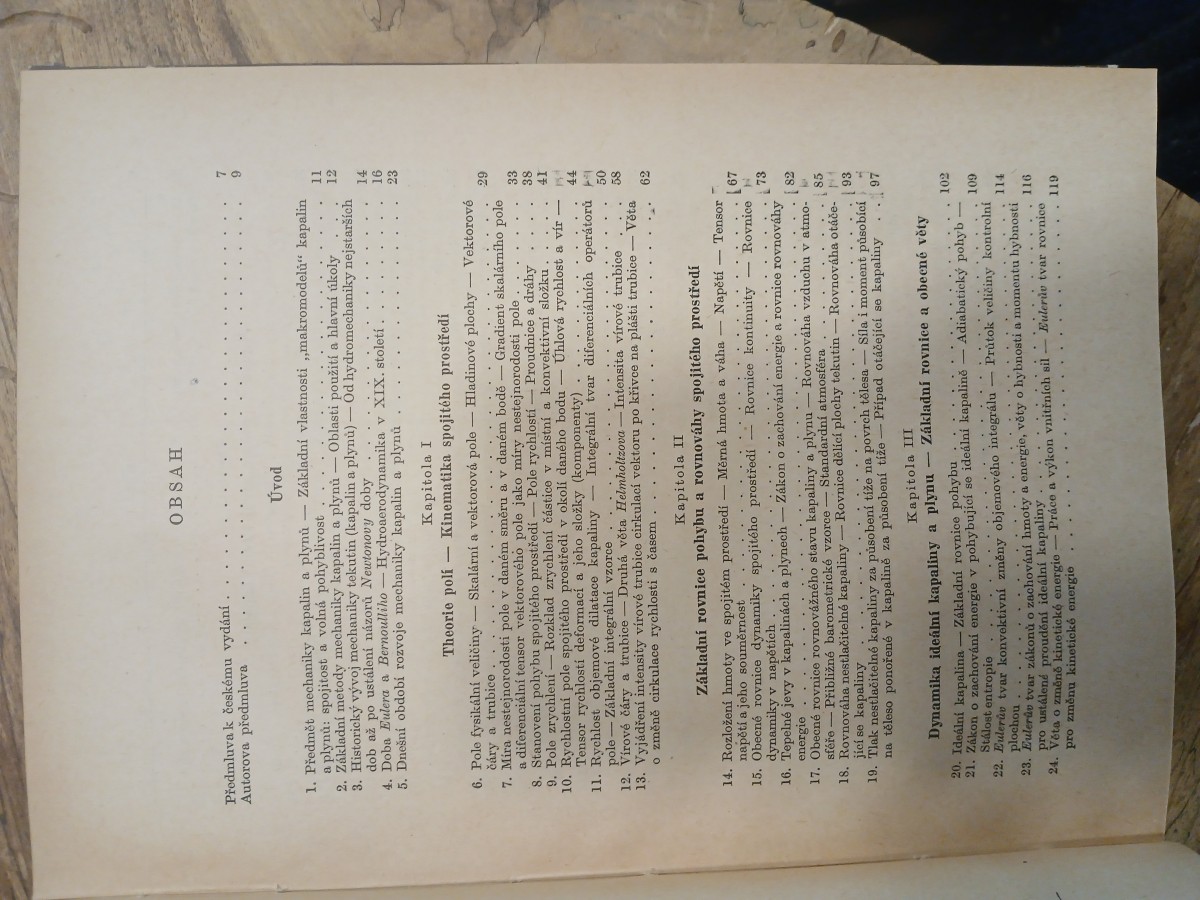 OBSAH
Předmluva k českému vydání . . . . . . . . . . . . . . . . . . 7
Autorova předmluva . . . . . . . . . . . . . . . . . . 9
Úvod
1. Předmět mechaniky kapalin a plynů — Základní vlastnosti „makromodelů“ kapalin
a plynů: spojitost a volná pohyblivost . . . . . . . . . . . . 11
2. Základní metody mechaniky kapalin a plynů — Oblasti použití a hlavní úkoly . . . 12
3. Historický vývoj mechaniky tekutin (kapalin a plynů) — Od hydromechaniky nejstarších
dob až po ustálení názorů Newtonovy doby . . . . . . . . . . 14
4. Doba Eulera a Bernoulliho — Hydroaerodynamika v XIX. století . . . . . . 16
5. Dnešní období rozvoje mechaniky kapalin a plynů . . . . . . . . . 23
Kapitola I
Theorie polí — Kinematika spojitého prostředí
6. Pole fysikální veličiny — Skalární a vektorová pole — Hladinové plochy — Vektorové
čáry a trubice . . . . . . . . . . . . . . . . . . 29
7. Míra nestejnorodosti pole v daném směru a v daném bodě — Gradient skalárního pole
a diferenciální tensor vektorového pole jako míry nestejnorodosti pole . . . . . . 33
8. Stanovení pohybu spojitého prostředí — Pole rychlostí — Proudnice a dráhy . . . . 38
9. Pole zrychlení — Rozklad zrychlení částice v místní a konvektivní složku . . . . . 41
10. Rychlostní pole spojitého prostředí v okolí daného bodu — Úhlová rychlost a vír —
Tensor rychlostí deformací a jeho složky (komponenty) . . . . . . . . 44
11. Rychlost objemové dilatace kapaliny — Integrální tvar diferenciálních operátorů
pole — Základní integrální vzorce . . . . . . . . . . . . 50
12. Vírové čáry a trubice — Druhá věta Helmholtzova — Intensita vírové trubice . . . 58
13. Vyjádření intensity vírové trubice cirkulací vektoru po křivce na plášti trubice — Věta
o změně cirkulace rychlosti s časem . . . . . . . . . . . . 62
Kapitola II
Základní rovnice pohybu a rovnováhy spojitého prostředí
14. Rozložení hmoty ve spojitém prostředí — Měrná hmota a váha — Napětí — Tensor
napětí a jeho souměrnost . . . . . . . . . . . . . . . 67
15. Obecné rovnice dynamiky spojitého prostředí — Rovnice kontinuity — Rovnice
dynamiky v napětích . . . . . . . . . . . . . . . . 73
16. Tepelné jevy v kapalinách a plynech — Zákon o zachování energie a rovnice rovnováhy
energie . . . . . . . . . . . . . . . . . . . . 82
17. Obecné rovnice rovnovážného stavu kapaliny a plynu — Rovnováha vzduchu v atmo-
sféře — Přibližné barometrické vzorce — Standardní atmosféra . . . . . . . 85
18. Rovnováha nestlačitelné kapaliny — Rovnice dělící plochy tekutin — Rovnováha otáče-
jící se kapaliny . . . . . . . . . . . . . . . . . 93
19. Tlak nestlačitelné kapaliny za působení tíže na povrch tělesa — Síla i moment působící
na těleso ponořené v kapalině za působení tíže — Případ otáčející se kapaliny . . . 97
Kapitola III
Dynamika ideální kapaliny a plynu — Základní rovnice a obecné věty
20. Ideální kapalina — Základní rovnice pohybu . . . . . . . . . . . 102
21. Zákon o zachování energie v pohybující se ideální kapalině — Adiabatický pohyb —
Stálost entropie . . . . . . . . . . . . . . . . . 109
22. Eulerův tvar konvektivní změny objemového integrálu — Průtok veličiny kontrolní
plochou . . . . . . . . . . . . . . . . . . . 114
23. Eulerův tvar zákonů o zachování hmoty a energie, věty o hybnosti a momentu hybnosti
pro ustálené proudění ideální kapaliny . . . . . . . . . . . . 116
24. Věta o změně kinetické energie — Práce a výkon vnitřních sil — Eulerův tvar rovnice
pro změnu kinetické energie . . . . . . . . . . . . . . 119